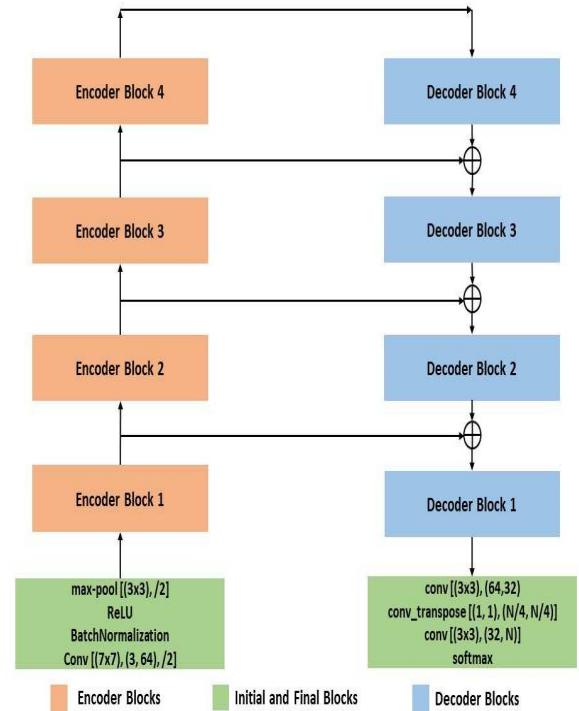 Encoder Block 4
Decoder Block 4
Encoder Block 3
Decoder Block 3
Encoder Block 2
Decoder Block 2
Encoder Block 1
Decoder Block 1
max-pool [(3x3), /2]
ReLU
BatchNormalization
Conv [(7x7), (3, 64), /2]
conv [(3x3), (64,32)
conv_transpose [(1, 1), (N/4, N/4)]
conv [(3x3), (32, N)]
softmax
Encoder Blocks
Initial and Final Blocks
Decoder Blocks